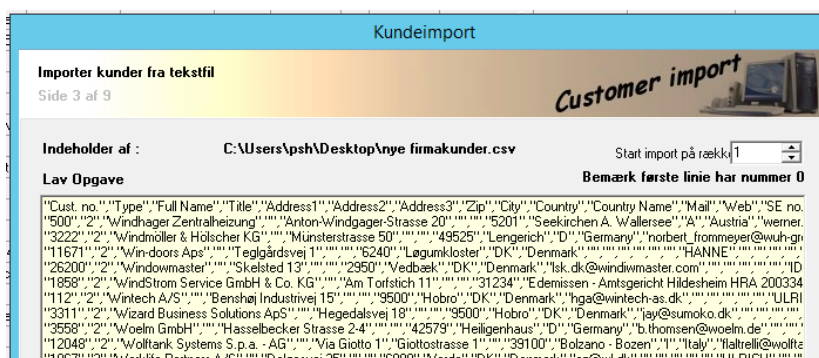 Kundeimport
Importer kunder fra tekstfil
Side 3 af 9
Customer import
Indeholder af : C:\Users\psh\Desktop\nye firmakunder.csv Start import på rækk 1
Lav Opgave Bemærk første linie har nummer 0
"Cust. no.","Type","Full Name","Title","Address1","Address2","Address3","Zip","City","Country","Country Name","Mail","Web","SE no.
"500","2","Windhager Zentralheizung","","Anton-Windgager-Strasse 20","","","5201","Seekirchen A. Wallersee","A","Austria","werner.
"3222","2","Windmöller & Hölscher KG","","Münsterstrasse 50","","","49525","Lengerich","D","Germany","norbert_frommeyer@wuh-gr
"11671","2","Win-doors Aps","","Teglgårdsvej 1","","","6240","Løgumkloster","DK","Denmark","","","","","HANNE
"26200","2","Windowmaster","","Skelsted 13","","","2950","Vedbæk","DK","Denmark","lsk.dk@windiwmaster.com","","","","","ID
"1858","2","WindStrom Service GmbH & Co. KG","","Am Torfstich 11","","","31234","Edemissen - Amtsgericht Hildesheim HRA 200334
"112","2","Wintech A/S","","Benshøj Industrivej 15","","","9500","Hobro","DK","Denmark","hga@wintech-as.dk","","","","","ULRI
"3311","2","Wizard Business Solutions ApS","","Hegedalsvej 18","","","9500","Hobro","DK","Denmark","jay@sumoko.dk","","","",""
"3558","2","Woelm GmbH","","Hasselbecker Strasse 2-4","","","42579","Heiligenhaus","D","Germany","b.thomsen@woelm.de","","","",
"12048","2","Wolftank Systems S.p.a. - AG","","Via Giotto 1","Giottostrasse 1","","39100","Bolzano - Bozen","I","Italy","flaltrelli@wolfta